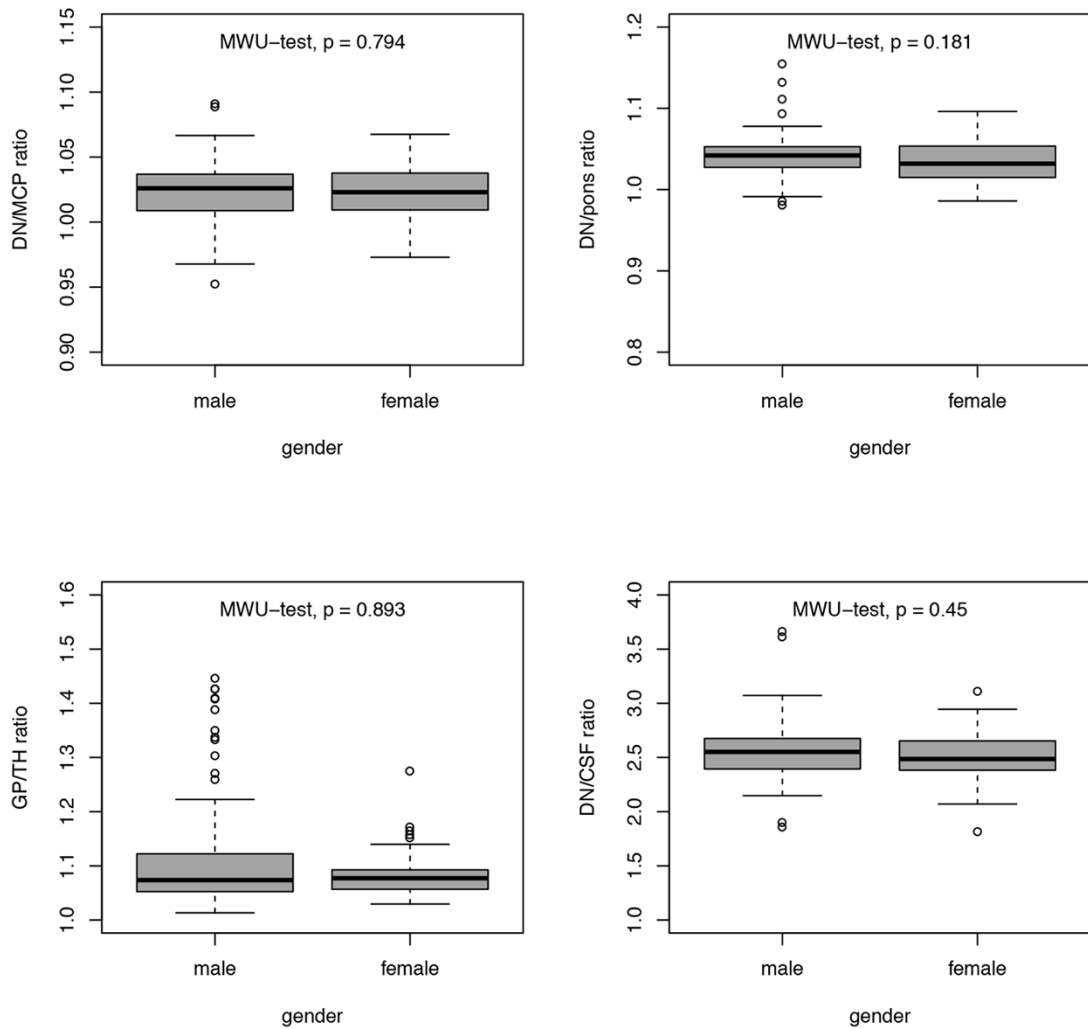 MWU−test, p = 0.794
DN/MCP ratio
1.15
1.10
1.05
1.00
0.95
0.90
male
female
gender
MWU−test, p = 0.181
DN/pons ratio
1.2
1.1
1.0
0.9
0.8
male
female
gender
MWU−test, p = 0.893
GP/TH ratio
1.6
1.5
1.4
1.3
1.2
1.1
1.0
male
female
gender
MWU−test, p = 0.45
DN/CSF ratio
4.0
3.5
3.0
2.5
2.0
1.5
1.0
male
female
gender